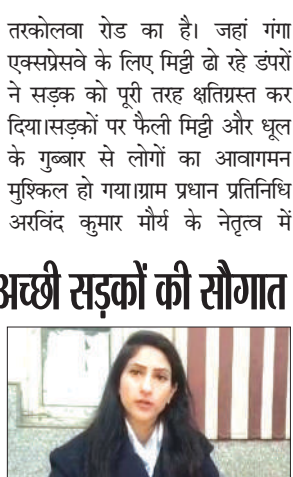 तरकोलवा रोड का है। जहां गंगा
एक्सप्रेसवे के लिए मिट्टी ढो रहे डंपरों
ने सड़क को पूरी तरह क्षतिग्रस्त कर
दिया।सड़कों पर फैली मिट्टी और धूल
के गुब्बार से लोगों का आवागमन
मुश्किल हो गया।ग्राम प्रधान प्रतिनिधि
अरविंद कुमार मौर्य के नेतृत्व में
अच्छी सड़कों की सौगात